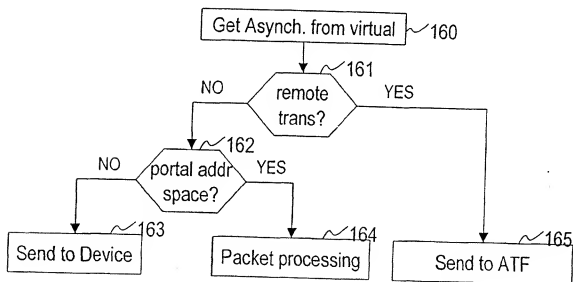 Get Asynch. from virtual
160
161
NO
remote
trans?
YES
162
NO
portal addr
space?
YES
163
Send to Device
164
Packet processing
165
Send to ATF